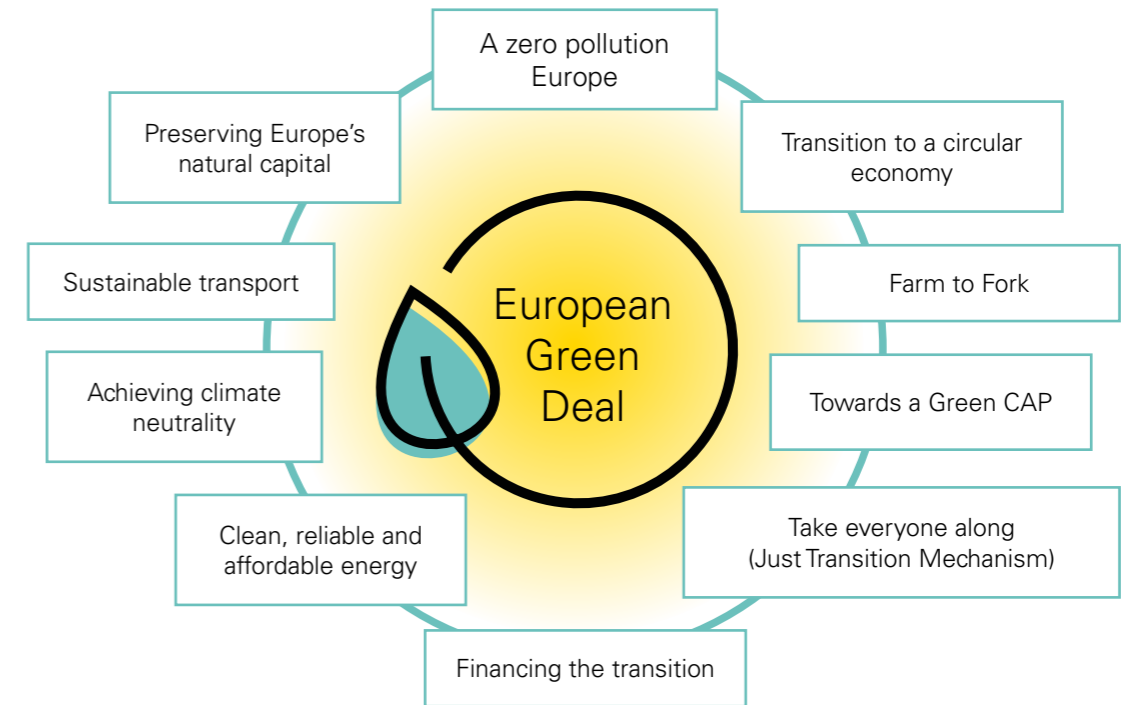 A zero pollution
Europe
Preserving Europe’s
natural capital
Transition to a circular
economy
Sustainable transport
Farm to Fork
European
Green
Deal
Achieving climate
neutrality
Towards a Green CAP
Clean, reliable and
affordable energy
Take everyone along
(Just Transition Mechanism)
Financing the transition